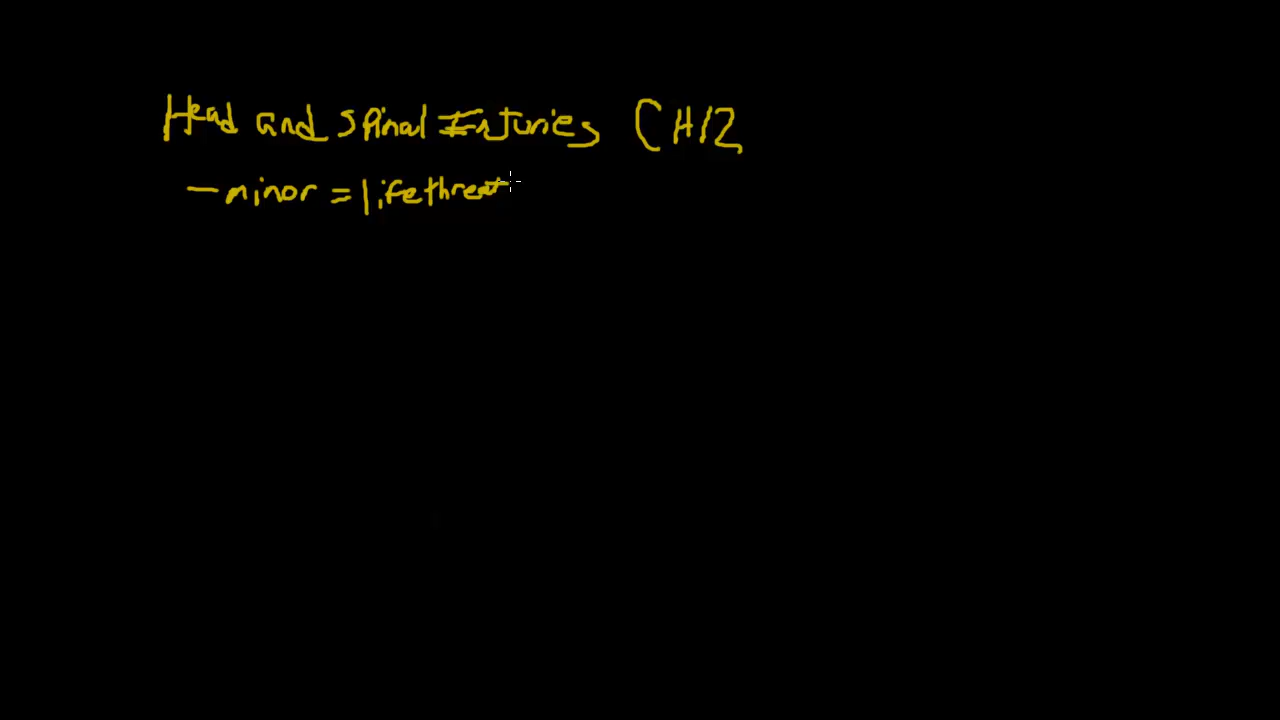 Head and Spinal Injuries CH12
- minor = lifethreat